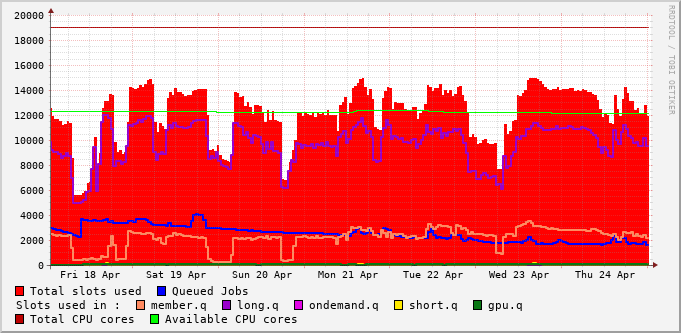 RRDTOOL / TOBI OETIKER
20000
18000
16000
14000
12000
10000
8000
6000
4000
2000
0
Fri 18 Apr Sat 19 Apr Sun 20 Apr Mon 21 Apr Tue 22 Apr Wed 23 Apr Thu 24 Apr
Total slots used Queued Jobs
Slots used in : member.q long.q ondemand.q short.q gpu.q
Total CPU cores Available CPU cores